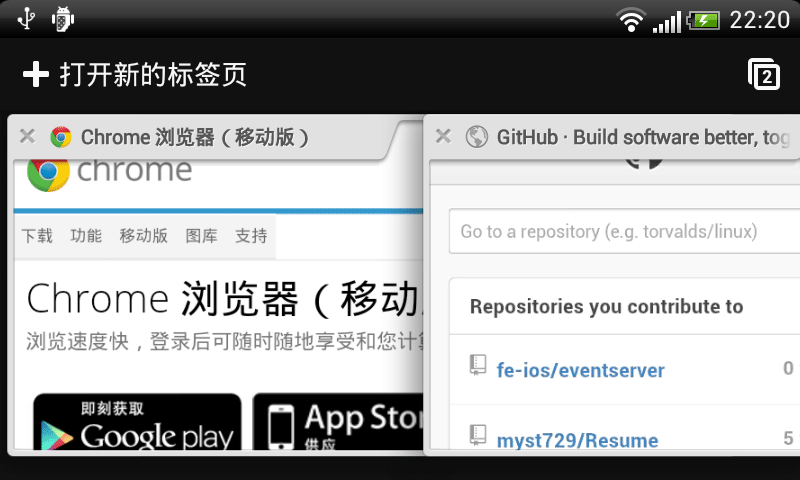 22:20
打开新的标签页
2
Chrome 浏览器（移动版）
chrome
下载 功能 移动版 图库 支持
Chrome 浏览器（移动
浏览速度快，登录后可随时随地享受和您计
即刻获取
Google play
App Stor
供应
GitHub · Build software better, tog
Go to a repository (e.g. torvalds/linux)
Repositories you contribute to
fe-ios/eventserver 0
myst729/Resume 5